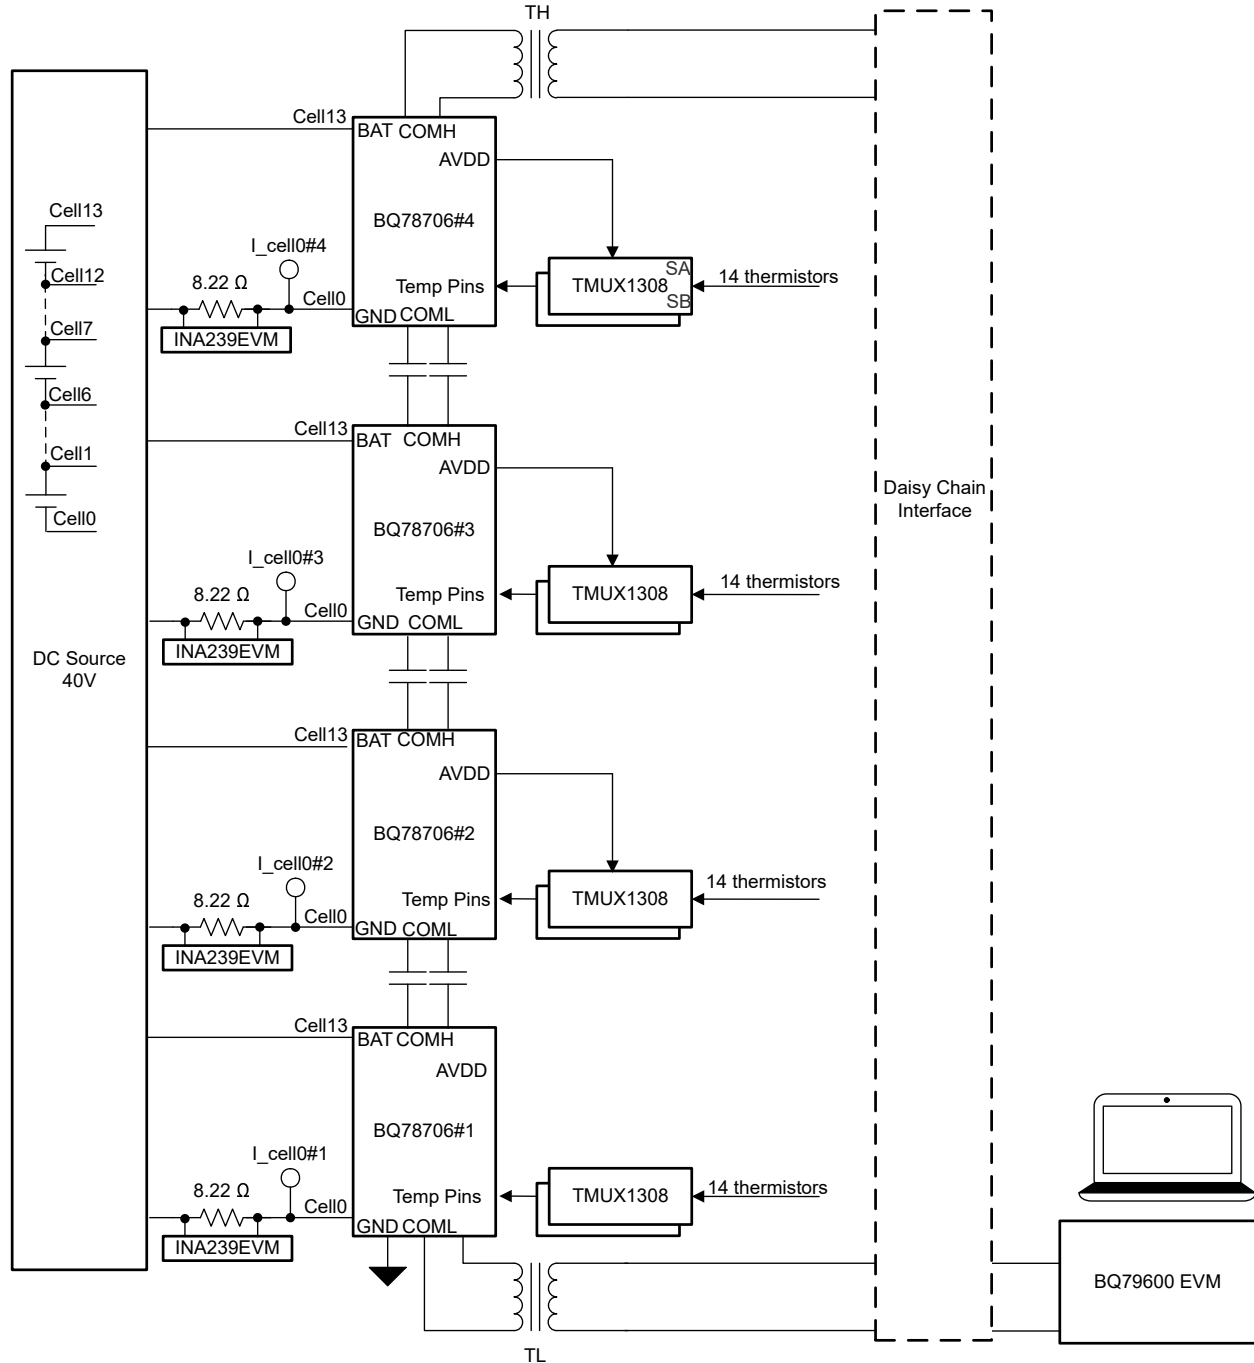 TH
Cell13
BAT COMH
AVDD
BQ78706#4
Cell13
I_cell0#4
Cell12
8.22 Ω
Cell0
Temp Pins
TMUX1308
SA
SB
14 thermistors
GND COML
Cell7
INA239EVM
Cell6
Cell13
BAT COMH
Cell1
AVDD
Daisy Chain
Interface
Cell0
BQ78706#3
I_cell0#3
8.22 Ω
Cell0
Temp Pins
TMUX1308
14 thermistors
GND COML
INA239EVM
DC Source
40V
Cell13
BAT COMH
AVDD
BQ78706#2
I_cell0#2
8.22 Ω
Cell0
Temp Pins
TMUX1308
14 thermistors
GND COML
INA239EVM
Cell13
BAT COMH
AVDD
BQ78706#1
I_cell0#1
8.22 Ω
Cell0
Temp Pins
TMUX1308
14 thermistors
GND COML
INA239EVM
BQ79600 EVM
TL